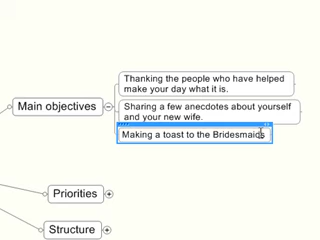 Thanking the people who have helped
make your day what it is.
Main objectives
Sharing a few anecdotes about yourself
and your new wife.
Making a toast to the Bridesmaids
Priorities
Structure